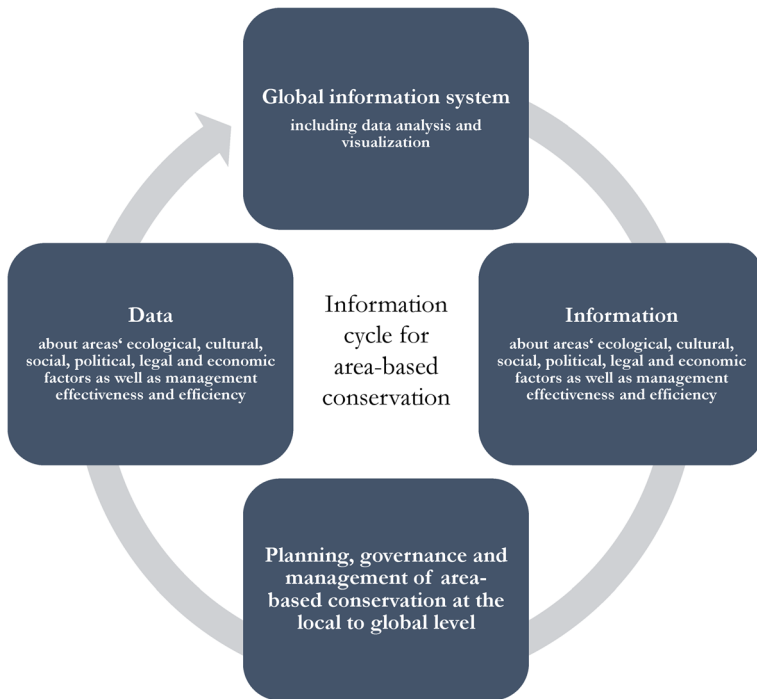 Global information system
including data analysis and
visualization
Data
about areas‘ ecological, cultural,
social, political, legal and economic
factors as well as management
effectiveness and efficiency
Information
cycle for
area-based
conservation
Information
about areas‘ ecological, cultural,
social, political, legal and economic
factors as well as management
effectiveness and efficiency
Planning, governance and
management of area-
based conservation at the
local to global level